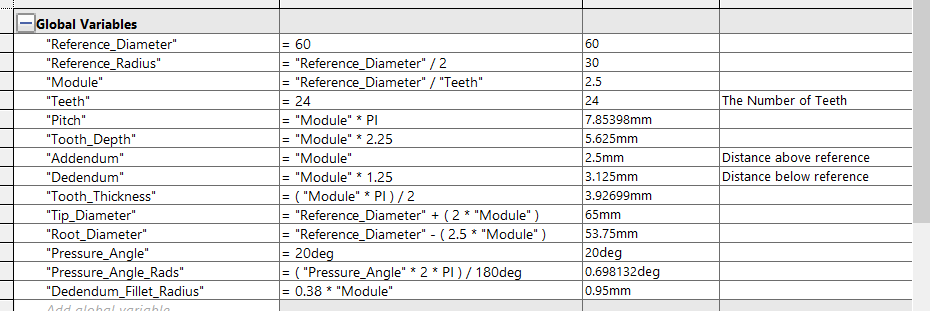 Global Variables
"Reference_Diameter" = 60 60
"Reference_Radius" = "Reference_Diameter" / 2 30
"Module" = "Reference_Diameter" / "Teeth" 2.5
"Teeth" = 24 24 The Number of Teeth
"Pitch" = "Module" * PI 7.85398mm
"Tooth_Depth" = "Module" * 2.25 5.625mm
"Addendum" = "Module" 2.5mm Distance above reference
"Dedendum" = "Module" * 1.25 3.125mm Distance below reference
"Tooth_Thickness" = ( "Module" * PI ) / 2 3.92699mm
"Tip_Diameter" = "Reference_Diameter" + ( 2 * "Module" ) 65mm
"Root_Diameter" = "Reference_Diameter" - ( 2.5 * "Module" ) 53.75mm
"Pressure_Angle" = 20deg 20deg
"Pressure_Angle_Rads" = ( "Pressure_Angle" * 2 * PI ) / 180deg 0.698132deg
"Dedendum_Fillet_Radius" = 0.38 * "Module" 0.95mm
Add global variable